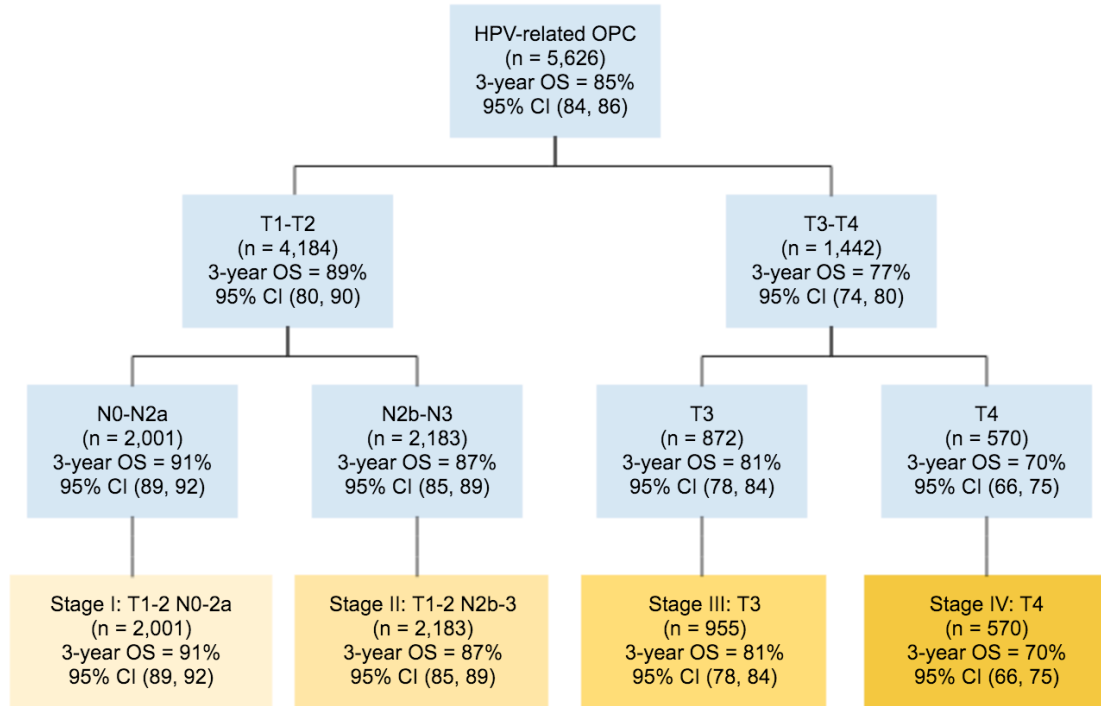 HPV-related OPC
(n = 5,626)
3-year OS = 85%
95% CI (84, 86)
T1-T2
(n = 4,184)
3-year OS = 89%
95% CI (80, 90)
T3-T4
(n = 1,442)
3-year OS = 77%
95% CI (74, 80)
N0-N2a
(n = 2,001)
3-year OS = 91%
95% CI (89, 92)
N2b-N3
(n = 2,183)
3-year OS = 87%
95% CI (85, 89)
T3
(n = 872)
3-year OS = 81%
95% CI (78, 84)
T4
(n = 570)
3-year OS = 70%
95% CI (66, 75)
Stage I: T1-2 N0-2a
(n = 2,001)
3-year OS = 91%
95% CI (89, 92)
Stage II: T1-2 N2b-3
(n = 2,183)
3-year OS = 87%
95% CI (85, 89)
Stage III: T3
(n = 955)
3-year OS = 81%
95% CI (78, 84)
Stage IV: T4
(n = 570)
3-year OS = 70%
95% CI (66, 75)